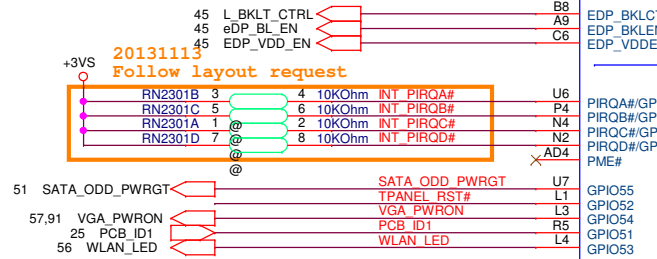 45 L_BKLT_CTRL B8 EDP_BKLC
45 eDP_BL_EN A9 EDP_BKLEN
45 EDP_VDD_EN C6 EDP_VDDE
20131113
+3VS Follow layout request
RN2301B 3 4 10KOhm INT_PIRQA# U6 PIRQA#/GP
RN2301C 5 6 10KOhm INT_PIRQB# P4 PIRQB#/GP
RN2301A 1 2 10KOhm INT_PIRQC# N4 PIRQC#/GP
RN2301D 7 @ 8 10KOhm INT_PIRQD# N2 PIRQD#/GP
@
@ AD4 PME#
@
51 SATA_ODD_PWRGT SATA_ODD_PWRGT U7 GPIO55
TPANEL_RST# L1 GPIO52
57,91 VGA_PWRON VGA_PWRON L3 GPIO54
25 PCB_ID1 PCB_ID1 R5 GPIO51
56 WLAN_LED WLAN_LED L4 GPIO53